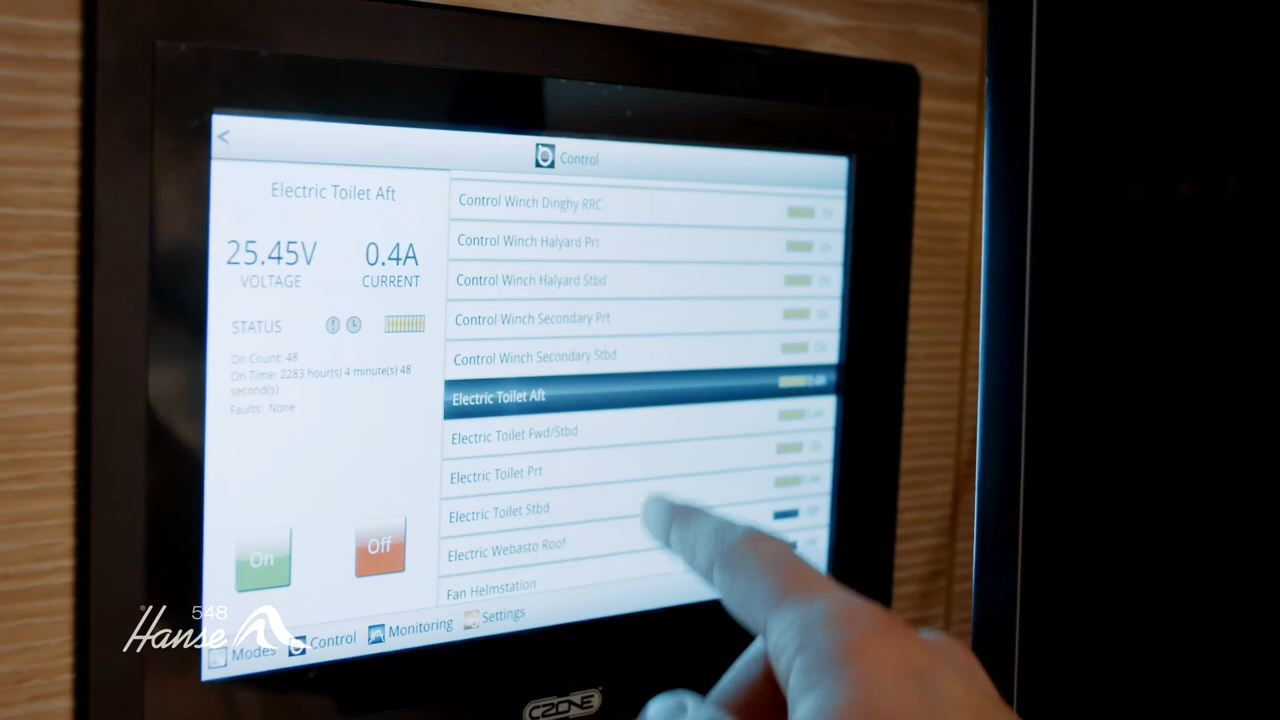 <
Control
Electric Toilet Aft
25.45V
0.4A
VOLTAGE
CURRENT
STATUS
On Count: 48
On Time: 2283 hour(s) 4 minute(s) 48
second(s)
Faults: None
On
Off
Control Winch Dinghy RRC
Control Winch Halyard Prt
Control Winch Halyard Stbd
Control Winch Secondary Prt
Control Winch Secondary Stbd
Electric Toilet Aft
Electric Toilet Fwd/Stbd
Electric Toilet Prt
Electric Toilet Stbd
Electric Webasto Roof
Fan Helmstation
Modes
Control
Monitoring
Settings
548
Hanse
CZONE